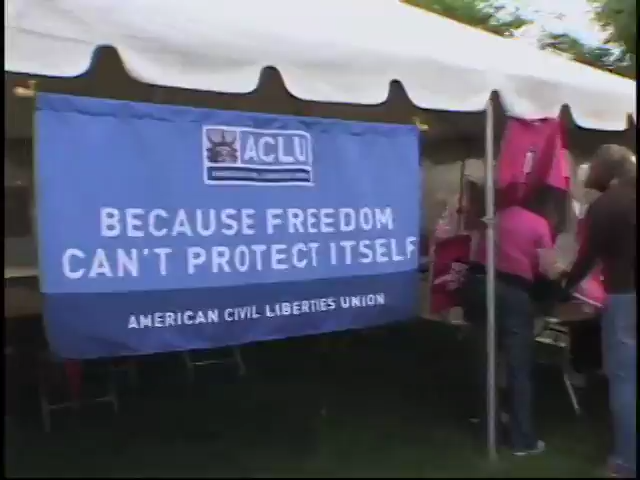 ACLU
BECAUSE FREEDOM
CAN'T PROTECT ITSELF
AMERICAN CIVIL LIBERTIES UNION